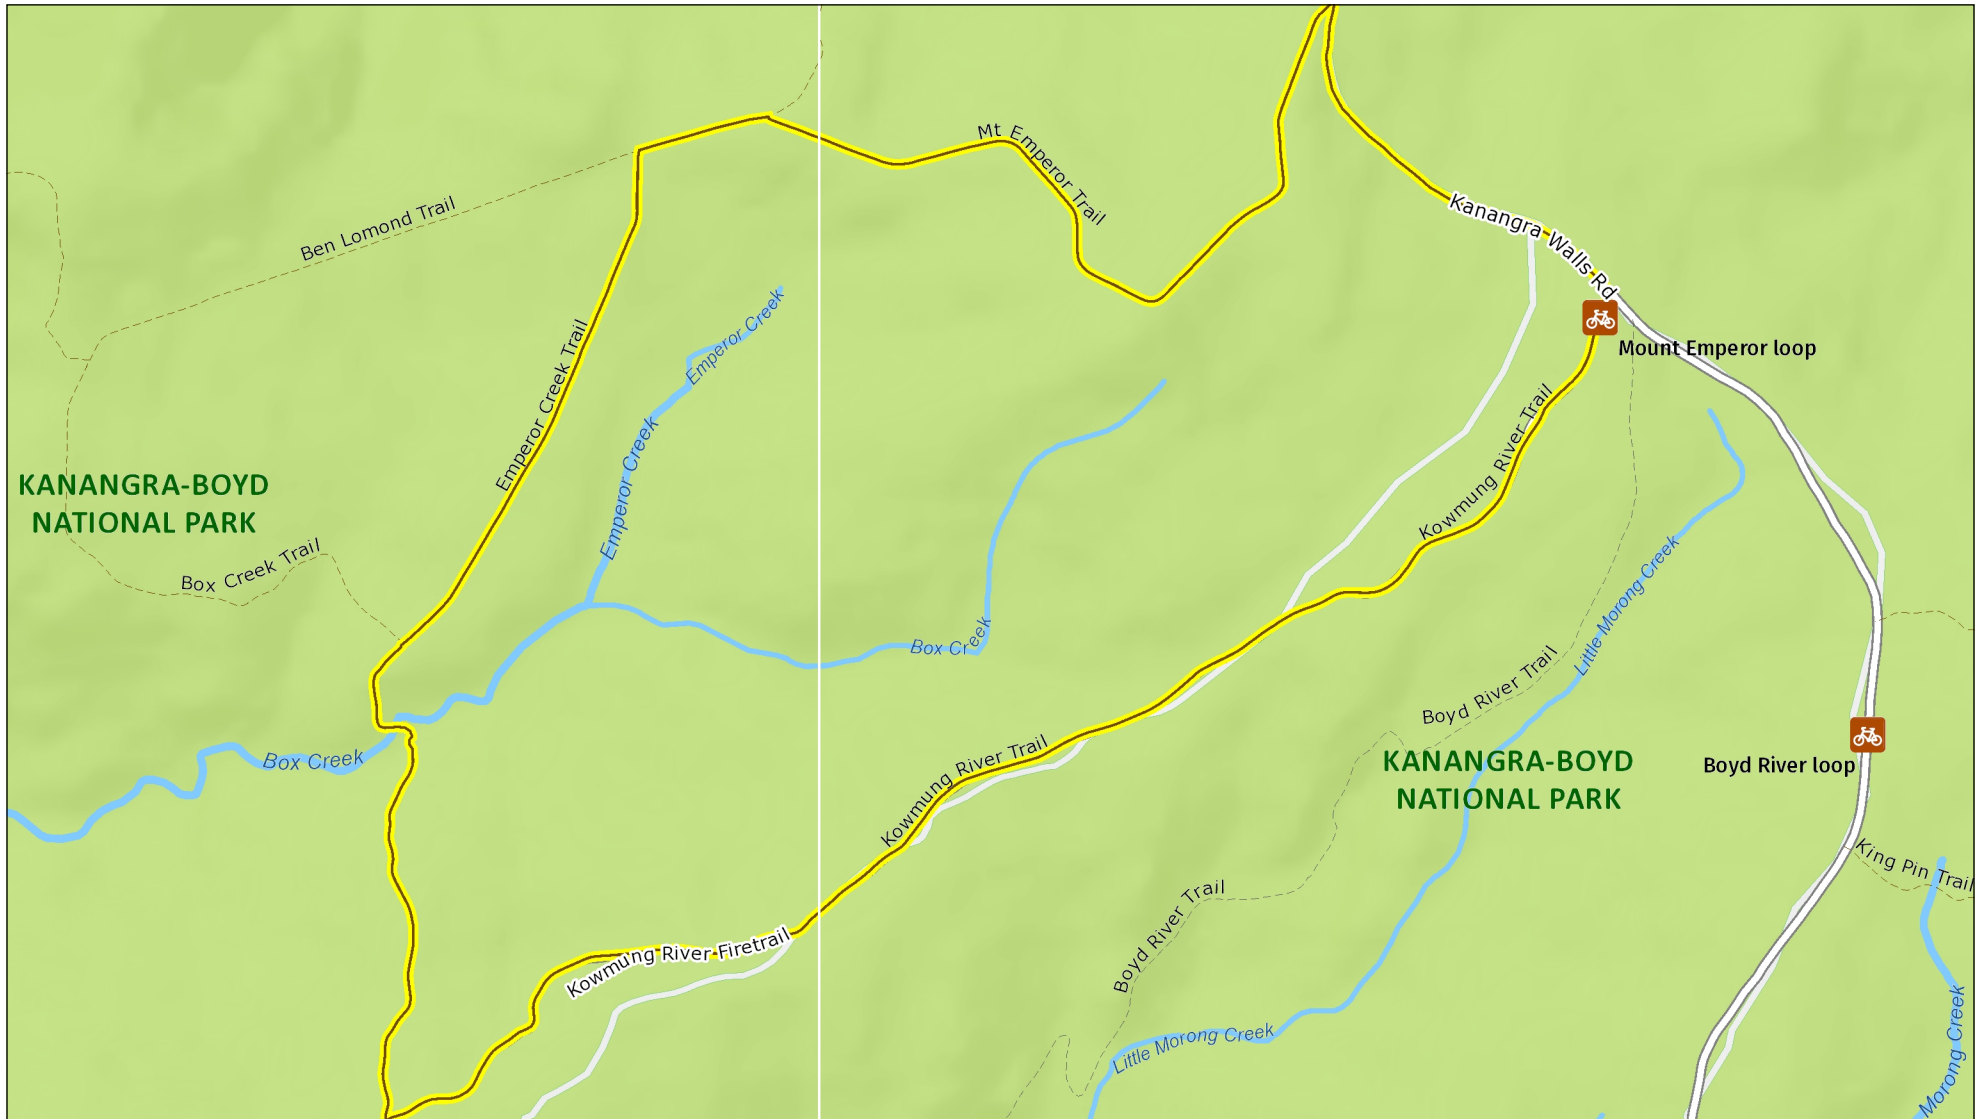 Mt Emperor Trail
Ben Lomond Trail
Kanangra Walls Rd
Emperor Creek
Mount Emperor loop
Emperor Creek Trail
Emperor Creek
Kowmung River Trail
KANANGRA-BOYD
NATIONAL PARK
Box Creek Trail
Little Morong Creek
Box Creek
Boyd River Trail
Box Creek
Kowmung River Trail
KANANGRA-BOYD
NATIONAL PARK
Boyd River loop
King Pin Trail
Boyd River Trail
Kowmung River Firetrail
Little Morong Creek
Morong Creek